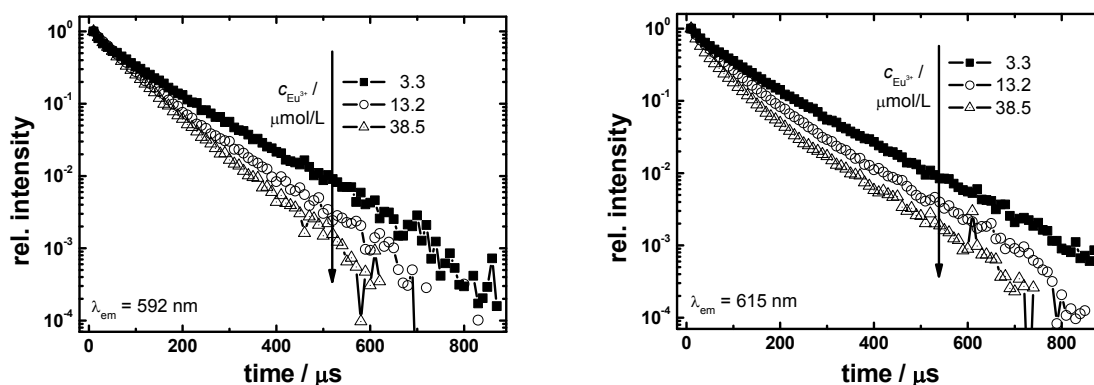 10⁰
10⁻¹
10⁻²
10⁻³
10⁻⁴
rel. intensity
c_Eu³⁺ /
μmol/L
3.3
13.2
38.5
λ_em = 592 nm
0 200 400 600 800
time / μs
10⁰
10⁻¹
10⁻²
10⁻³
10⁻⁴
rel. intensity
c_Eu³⁺ /
μmol/L
3.3
13.2
38.5
λ_em = 615 nm
0 200 400 600 800
time / μs